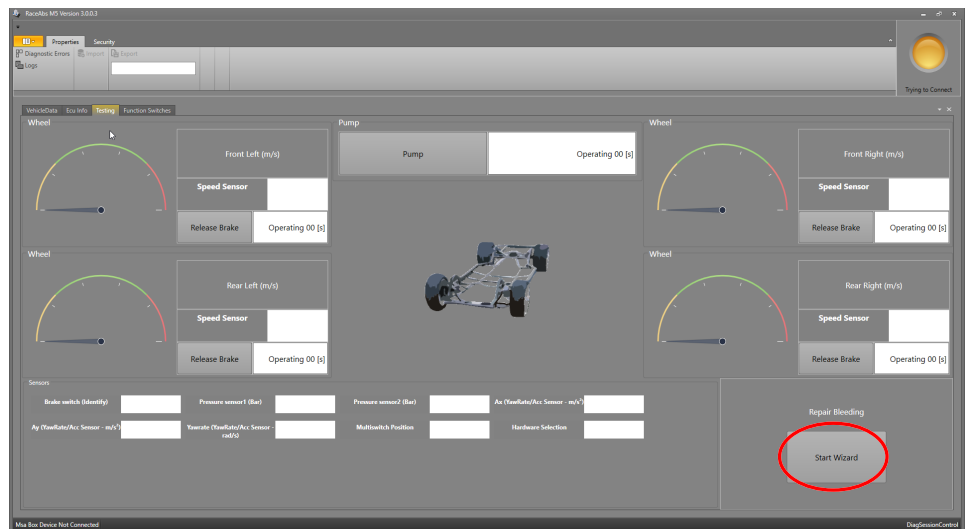 RaceAbs M5 Version 3.0.0.3
Properties Security
Diagnostic Errors Import Export
Logs
Trying to Connect
VehicleData Ecu Info Testing Function Switches
Wheel
Front Left (m/s)
Speed Sensor
Release Brake Operating 00 [s]
Pump
Pump Operating 00 [s]
Wheel
Front Right (m/s)
Speed Sensor
Release Brake Operating 00 [s]
Wheel
Rear Left (m/s)
Speed Sensor
Release Brake Operating 00 [s]
Wheel
Rear Right (m/s)
Speed Sensor
Release Brake Operating 00 [s]
Sensors
Brake switch (Identify) Pressure sensor1 (Bar) Pressure sensor2 (Bar) Ax (YawRate/Acc Sensor - m/s²)
Ay (YawRate/Acc Sensor - m/s²) Yawrate (YawRate/Acc Sensor - rad/s) Multiswitch Position Hardware Selection
Repair Bleeding
Start Wizard
Msa Box Device Not Connected DiagSessionControl